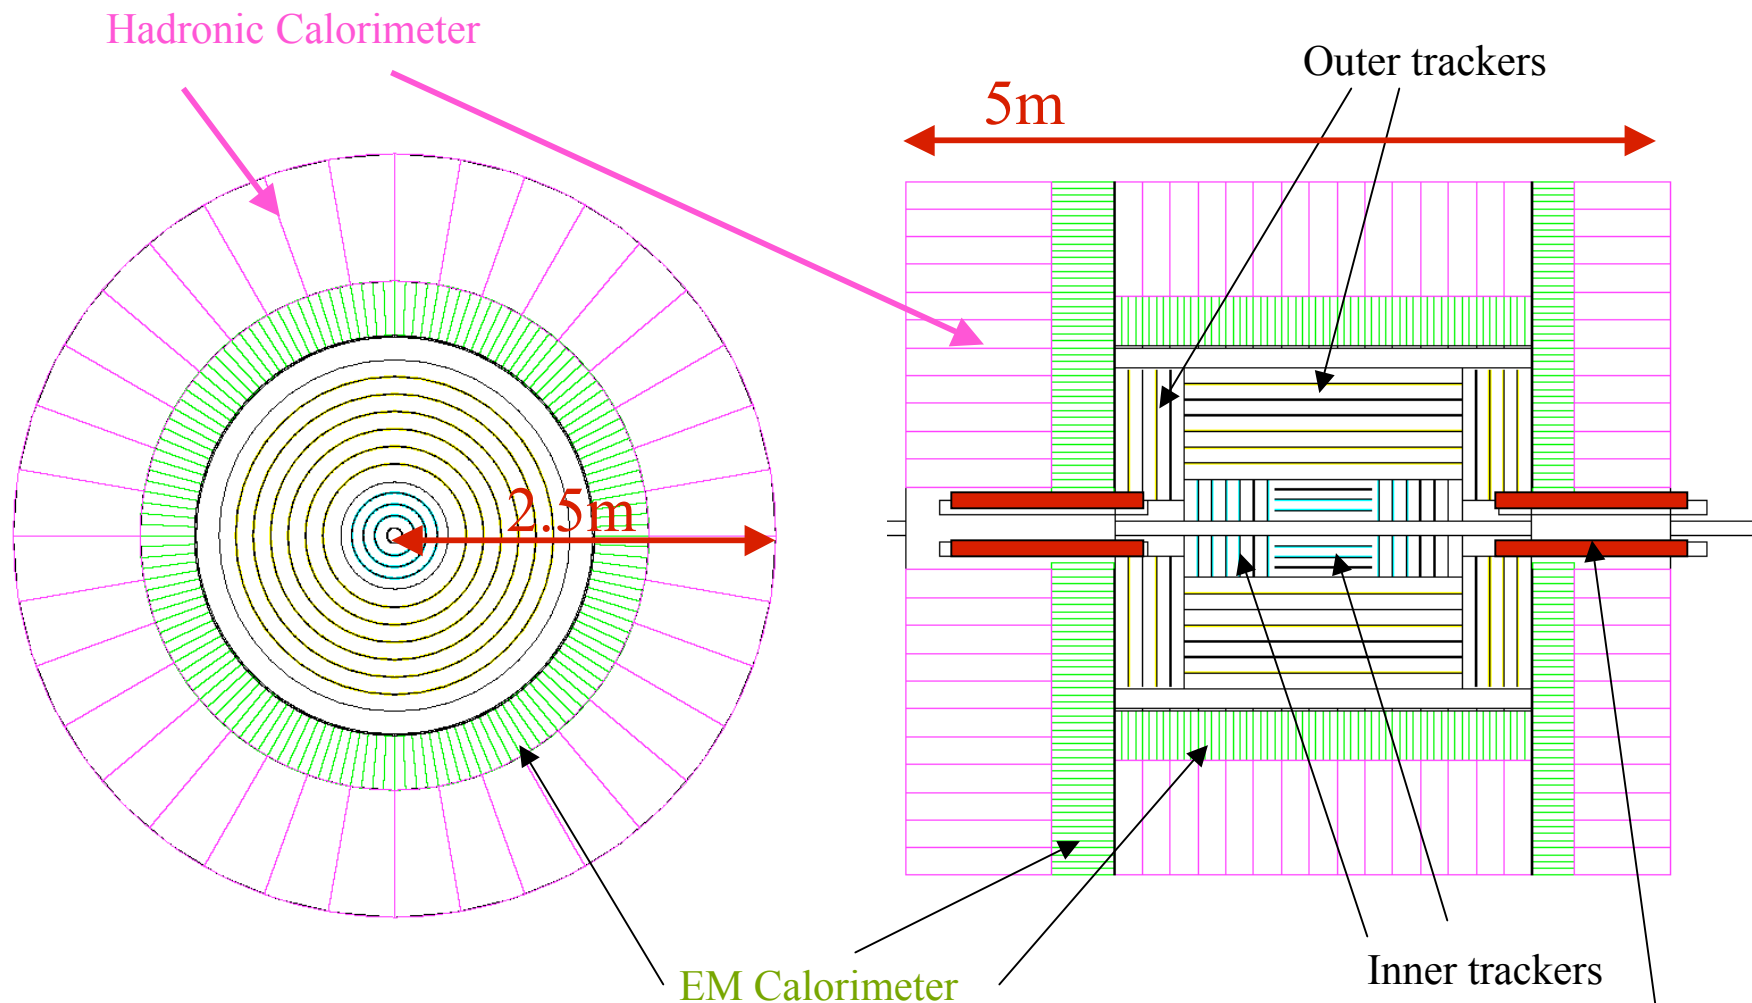 Hadronic Calorimeter
Outer trackers
5m
2.5m
Inner trackers
EM Calorimeter